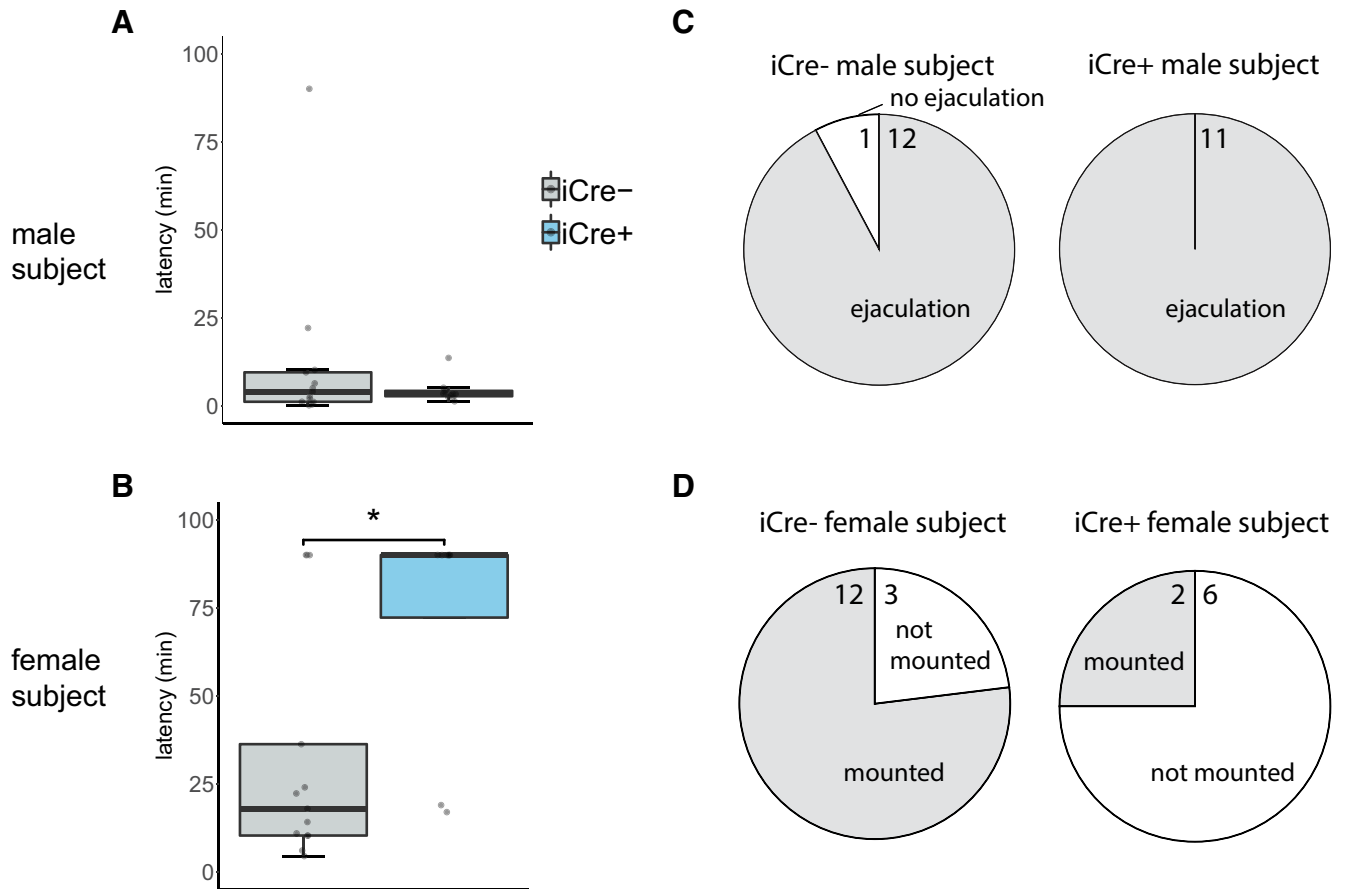 A
male
subject
latency (min)
100
75
50
25
0
iCre−
iCre+
C
iCre- male subject
no ejaculation
1 12
ejaculation
iCre+ male subject
11
ejaculation
B
female
subject
latency (min)
100
75
50
25
0
*
D
iCre- female subject
12 3
not
mounted
mounted
iCre+ female subject
2 6
mounted
not mounted